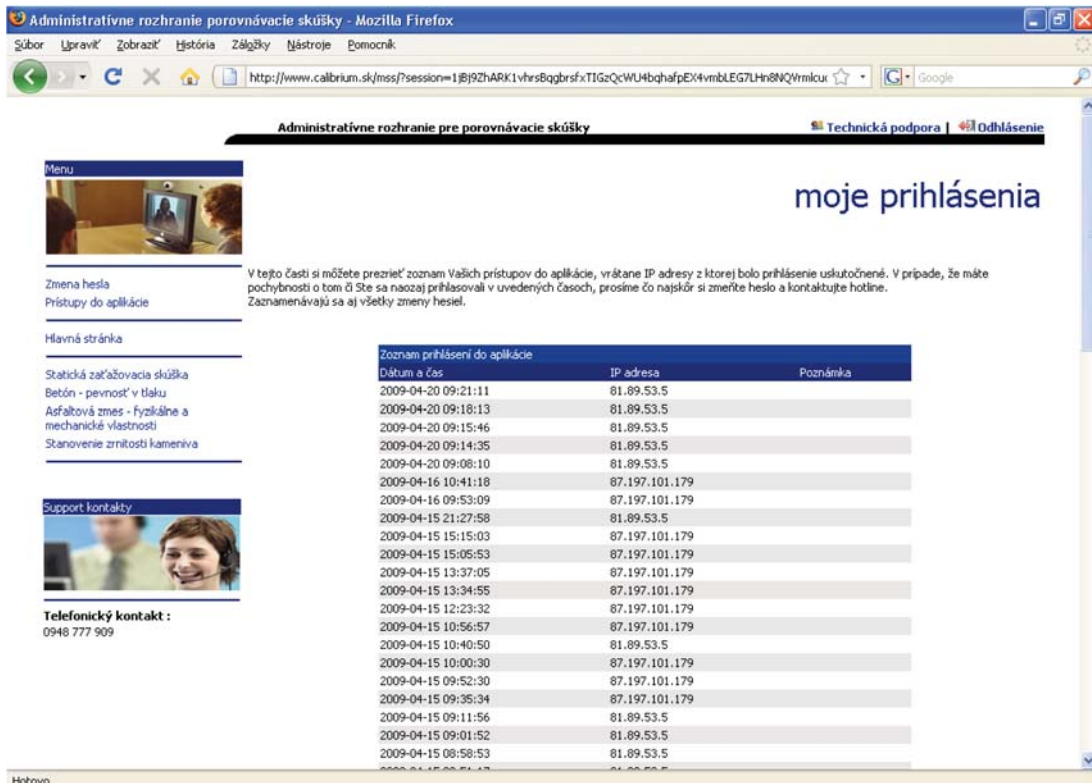 Administratívne rozhranie porovnávacie skúšky - Mozilla Firefox
Súbor Upraviť Zobraziť História Záložky Nástroje Pomocník
Google
Administratívne rozhranie pre porovnávacie skúšky
Technická podpora | Odhlásenie
Menu
moje prihlásenia
Zmena hesla
Prístupy do aplikácie
Hlavná stránka
Statická zaťažovacia skúška
Betón - pevnosť v tlaku
Asfaltová zmes - fyzikálne a
mechanické vlastnosti
Stanovenie zrnitosti kameniva
Support kontakty
Telefonický kontakt :
0948 777 909
V tejto časti si môžete prezrieť zoznam Vašich prístupov do aplikácie, vrátane IP adresy z ktorej bolo prihlásenie uskutočnené. V prípade, že máte
pochybnosti o tom či Ste sa naozaj prihlasovali v uvedených časoch, prosíme čo najskôr si zmeňte heslo a kontaktujte hotline.
Zaznamenávajú sa aj všetky zmeny hesiel.
Zoznam prihlásení do aplikácie
Dátum a čas IP adresa Poznámka
2009-04-20 09:21:11 81.89.53.5
2009-04-20 09:18:13 81.89.53.5
2009-04-20 09:15:46 81.89.53.5
2009-04-20 09:14:35 81.89.53.5
2009-04-20 09:08:10 81.89.53.5
2009-04-16 10:41:18 87.197.101.179
2009-04-16 09:53:09 87.197.101.179
2009-04-15 21:27:58 81.89.53.5
2009-04-15 15:15:03 87.197.101.179
2009-04-15 15:05:53 87.197.101.179
2009-04-15 13:37:05 87.197.101.179
2009-04-15 13:34:55 87.197.101.179
2009-04-15 12:23:32 87.197.101.179
2009-04-15 10:56:57 87.197.101.179
2009-04-15 10:40:50 81.89.53.5
2009-04-15 10:00:30 87.197.101.179
2009-04-15 09:52:30 87.197.101.179
2009-04-15 09:35:34 87.197.101.179
2009-04-15 09:11:56 81.89.53.5
2009-04-15 09:01:52 81.89.53.5
2009-04-15 08:58:53 81.89.53.5
Hotovo